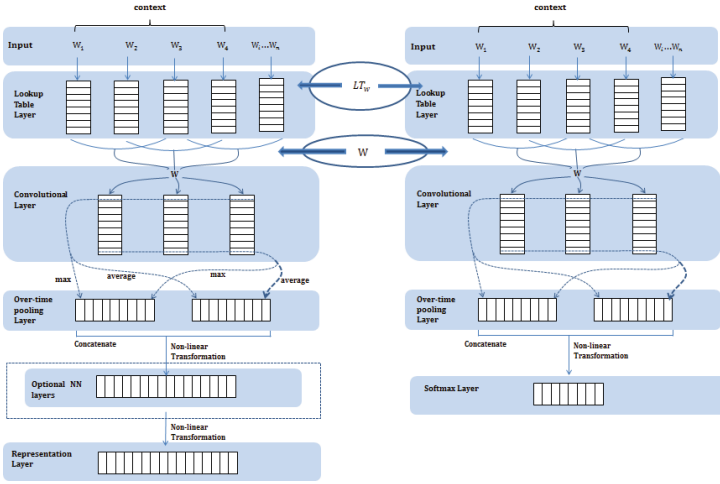 context
Input W1 W2 W3 W4 Wi...Wn
Lookup
Table
Layer
W
Convolutional
Layer
max average max average
Over-time
pooling
Layer
Concatenate
Non-linear
Transformation
Optional NN
layers
Non-linear
Transformation
Representation
Layer
LTW
W
context
Input W1 W2 W3 W4 Wi...Wn
Lookup
Table
Layer
W
Convolutional
Layer
Over-time
pooling
Layer
Concatenate
Non-linear
Transformation
Softmax Layer